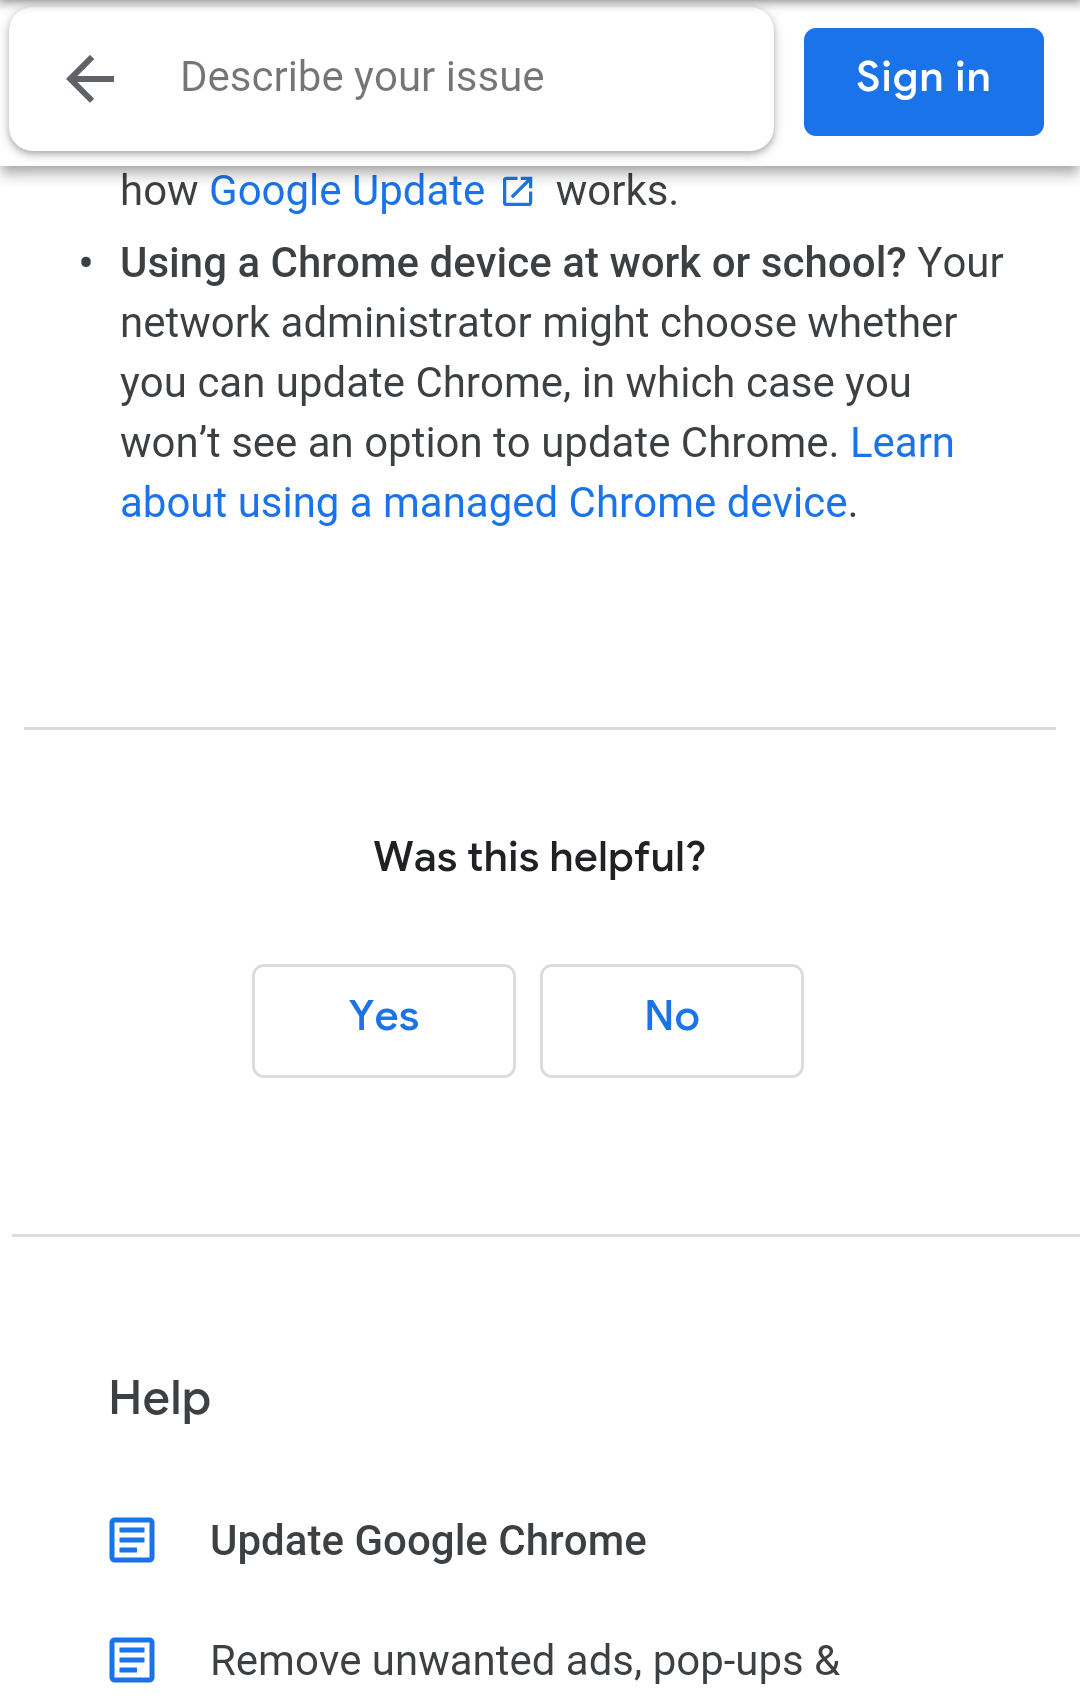 Describe your issue
Sign in
how Google Update works.
• Using a Chrome device at work or school? Your
network administrator might choose whether
you can update Chrome, in which case you
won’t see an option to update Chrome. Learn
about using a managed Chrome device.
Was this helpful?
Yes
No
Help
Update Google Chrome
Remove unwanted ads, pop-ups &